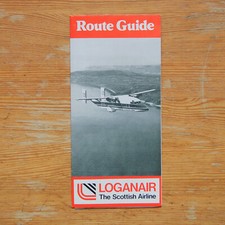 Route Guide
LOGANAIR
The Scottish Airline